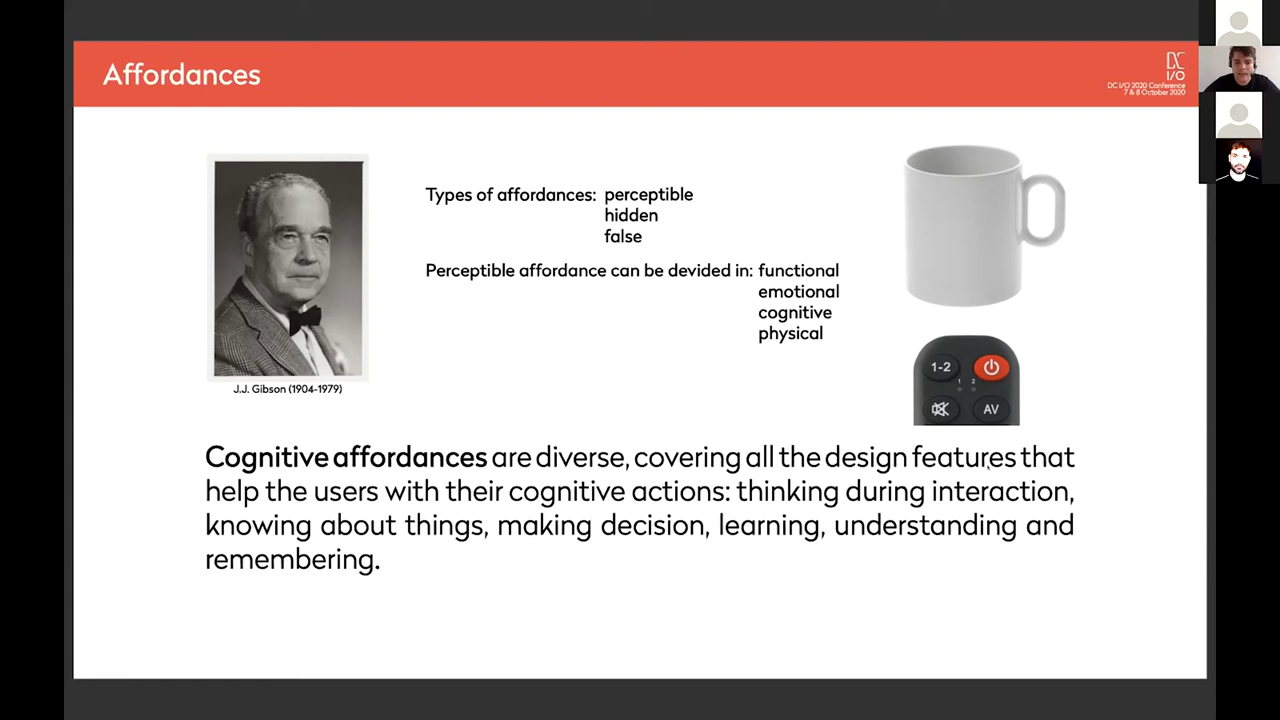 Affordances
DC
I/O
DC I/O 2020 Conference
7 & 8 October 2020
Types of affordances: perceptible
hidden
false
Perceptible affordance can be devided in: functional
emotional
cognitive
physical
J.J. Gibson (1904-1979)
1-2
1 2
AV
Cognitive affordances are diverse, covering all the design features that
help the users with their cognitive actions: thinking during interaction,
knowing about things, making decision, learning, understanding and
remembering.